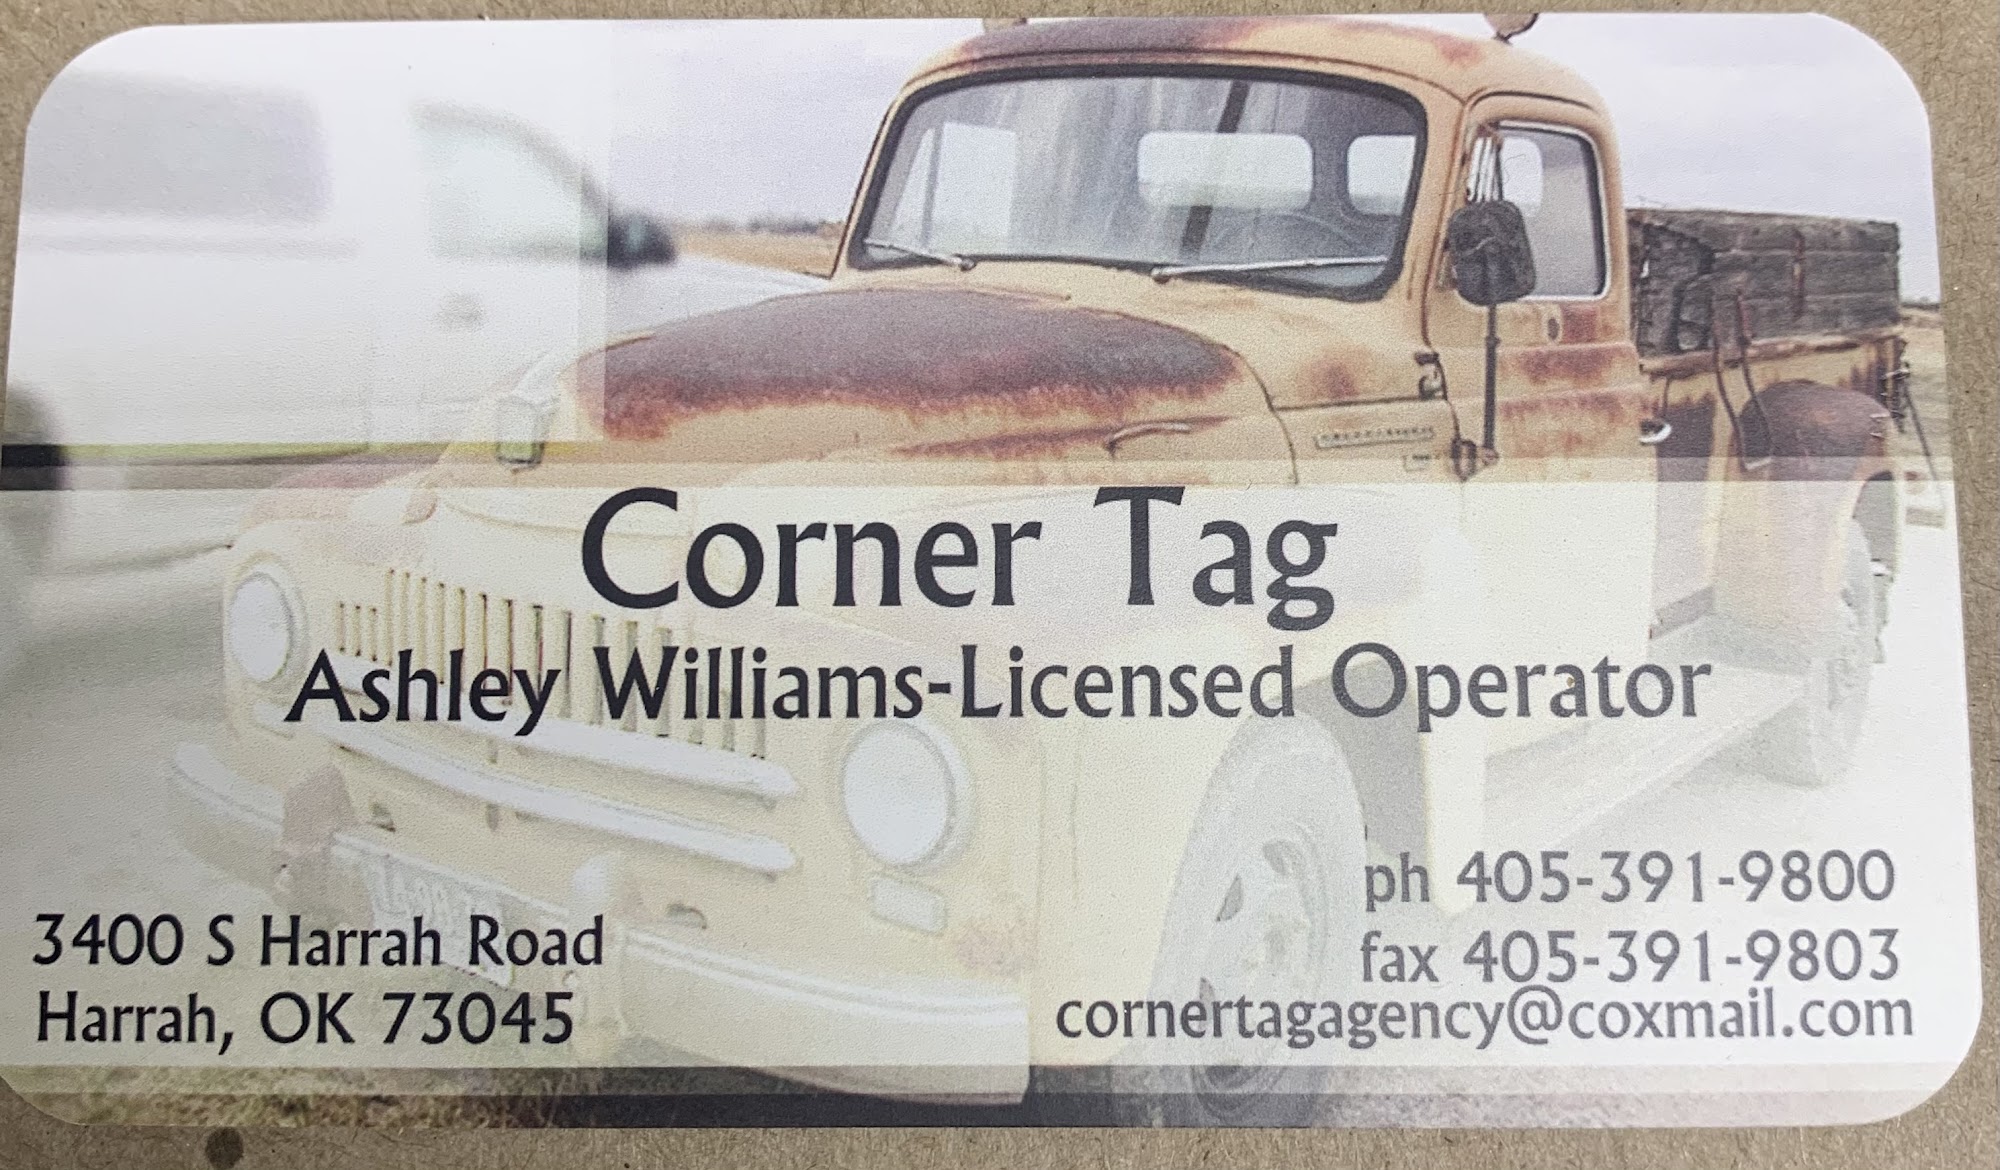 Corner Tag
Ashley Williams-Licensed Operator
3400 S Harrah Road
Harrah, OK 73045
ph 405-391-9800
fax 405-391-9803
cornertagagency@coxmail.com